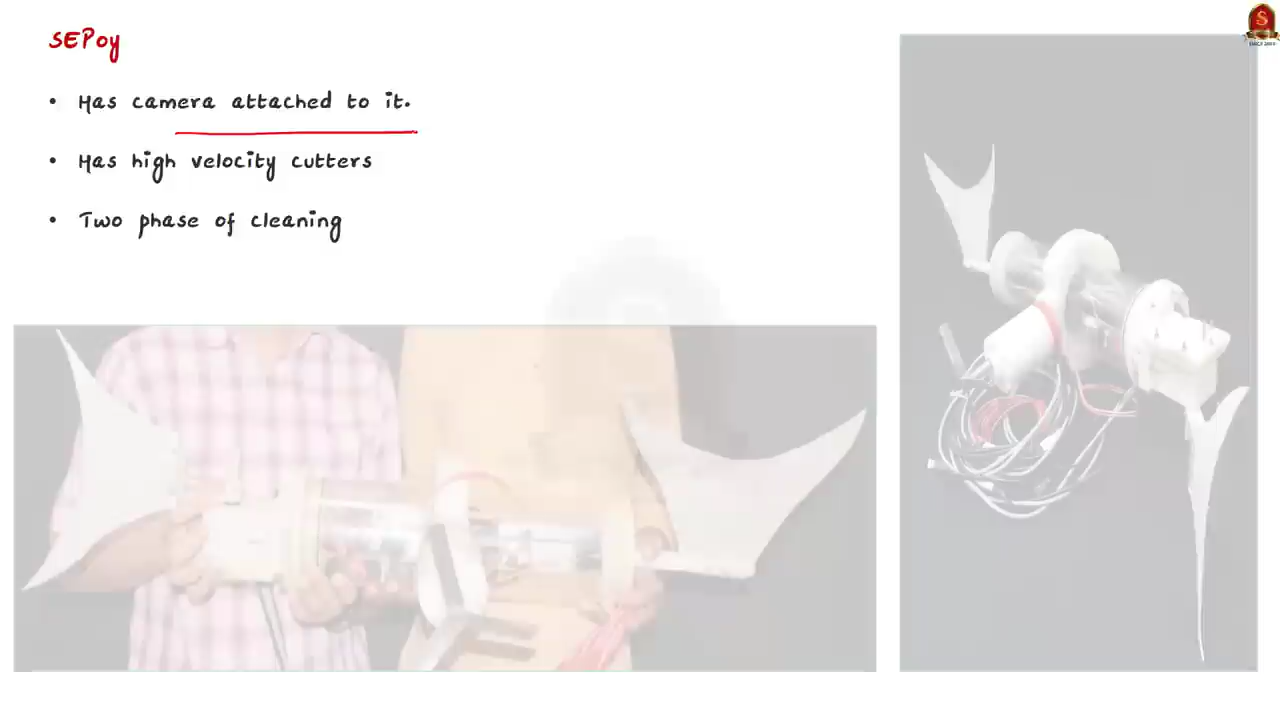 SEPoy
• Has camera attached to it.
• Has high velocity cutters
• Two phase of cleaning
S